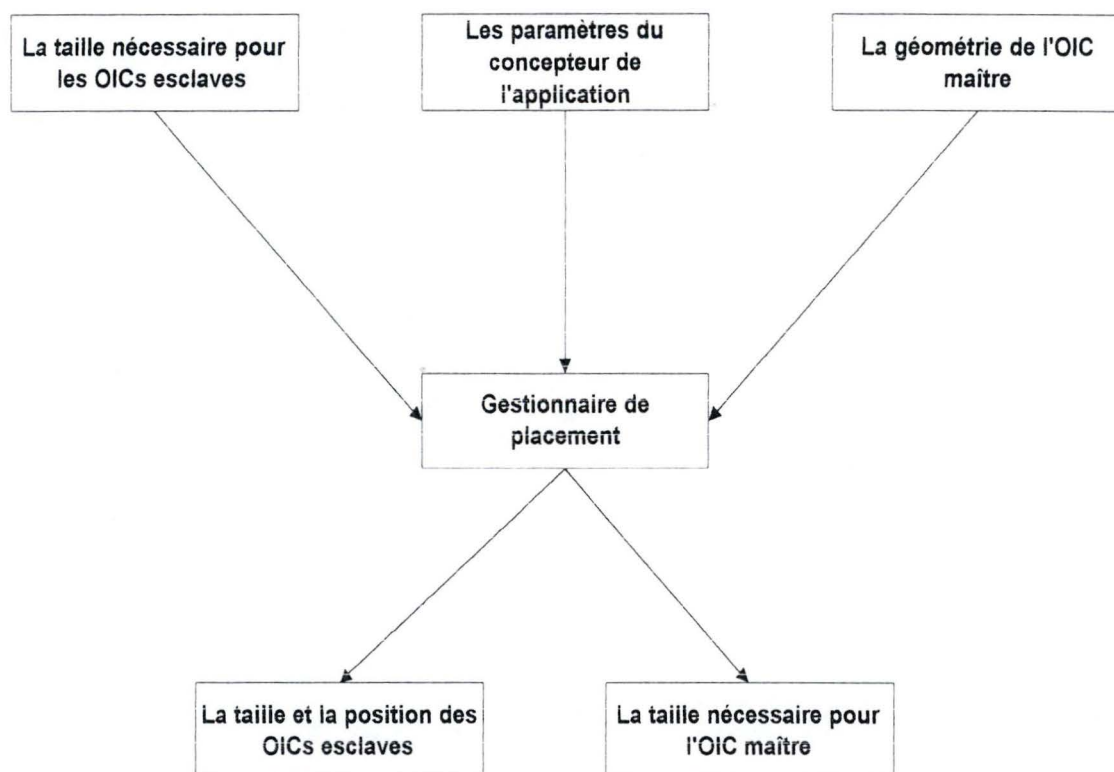 La taille nécessaire pour
les OICs esclaves
Les paramètres du
concepteur de
l'application
La géométrie de l'OIC
maître
Gestionnaire de
placement
La taille et la position des
OICs esclaves
La taille nécessaire pour
l'OIC maître